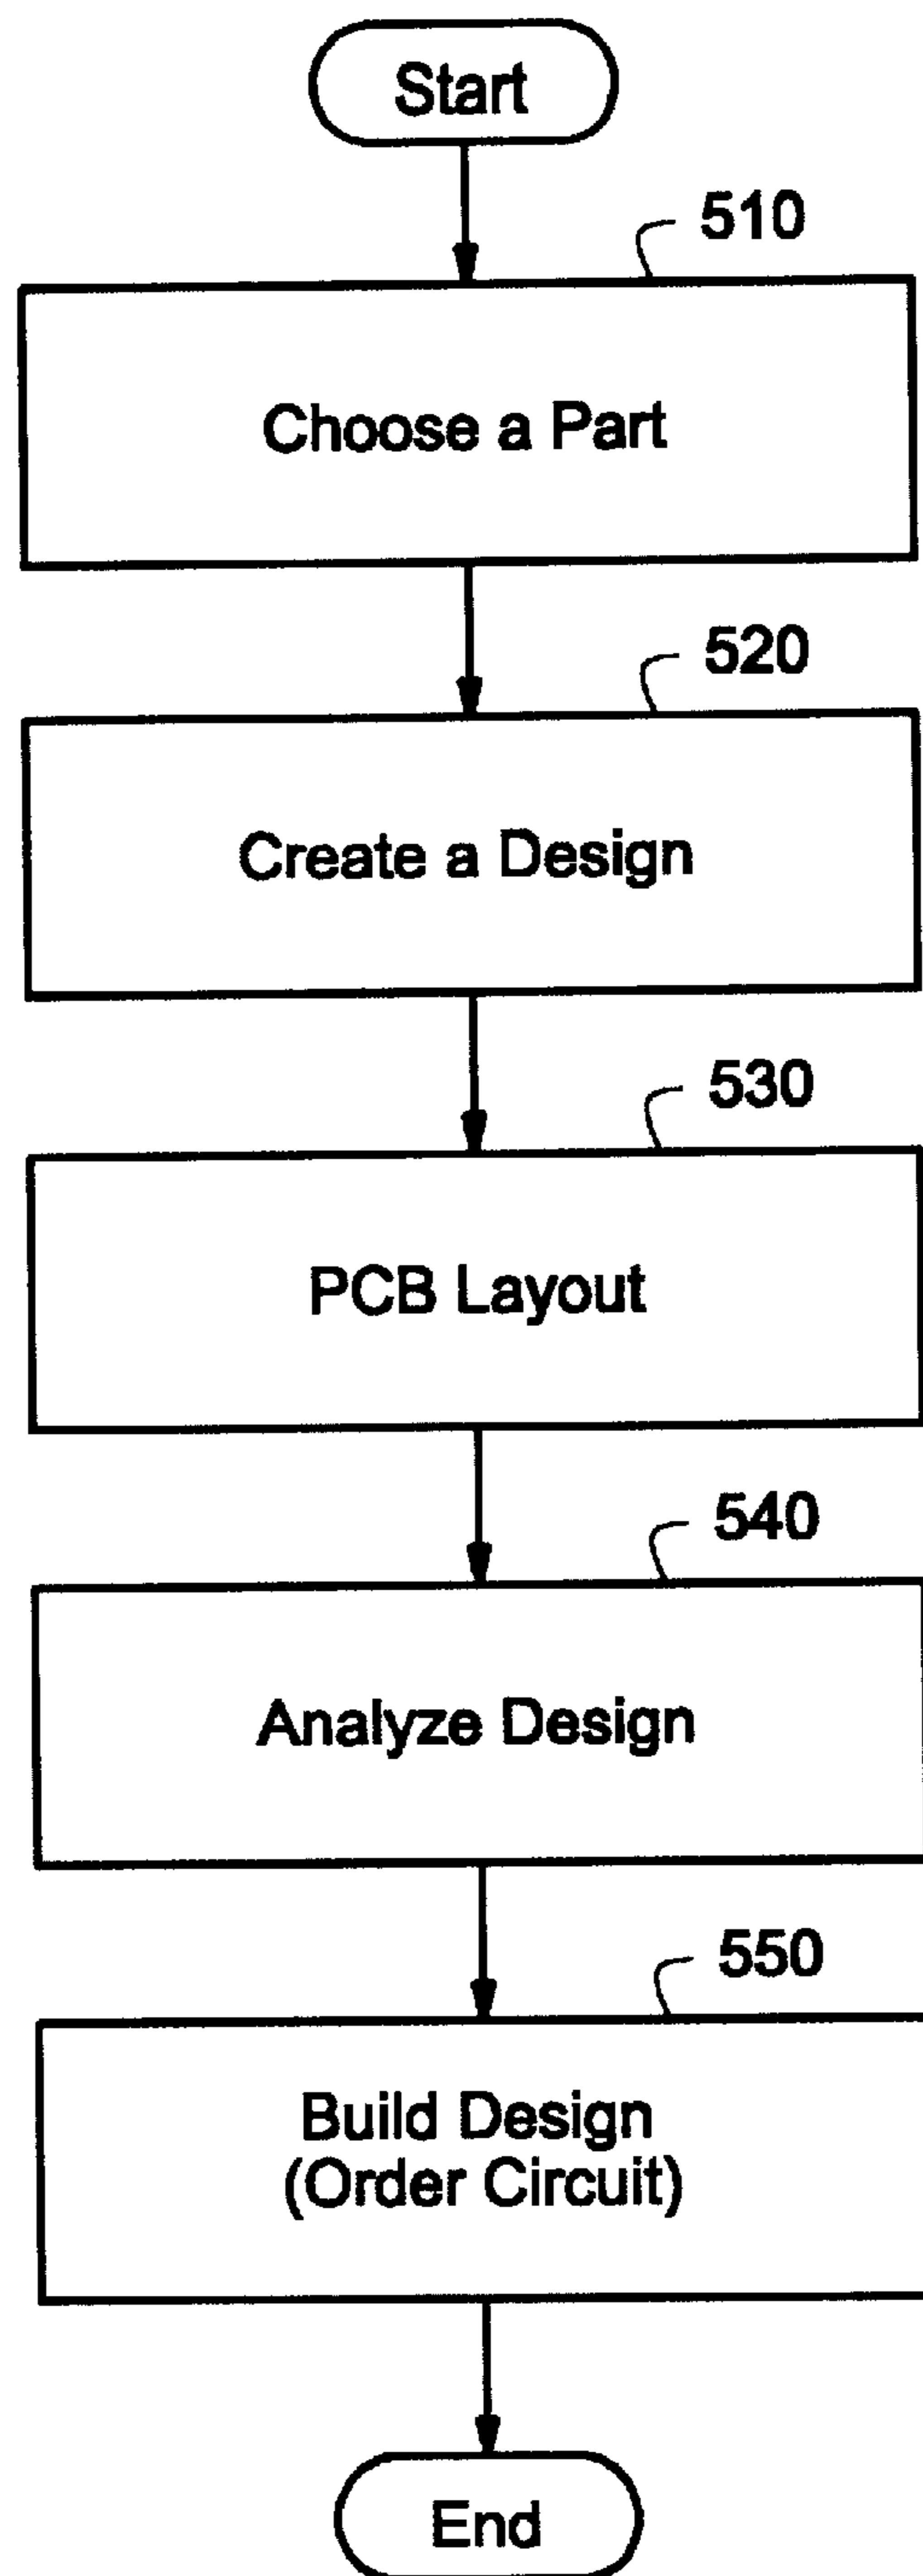 Start
510
Choose a Part
520
Create a Design
530
PCB Layout
540
Analyze Design
550
Build Design
(Order Circuit)
End